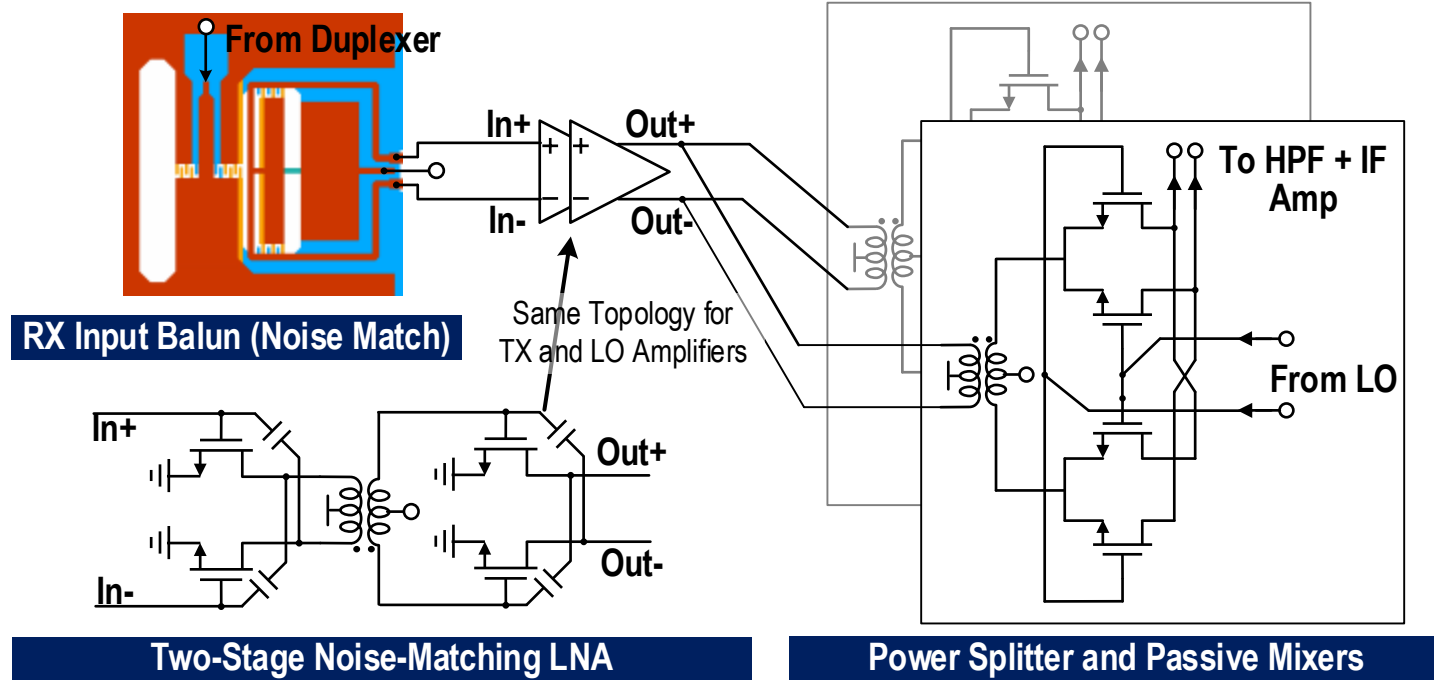 From Duplexer
RX Input Balun (Noise Match)
In+
In-
+
+
−
−
Out+
Out-
Same Topology for
TX and LO Amplifiers
To HPF + IF
Amp
From LO
In+
In-
Out+
Out-
Two-Stage Noise-Matching LNA
Power Splitter and Passive Mixers